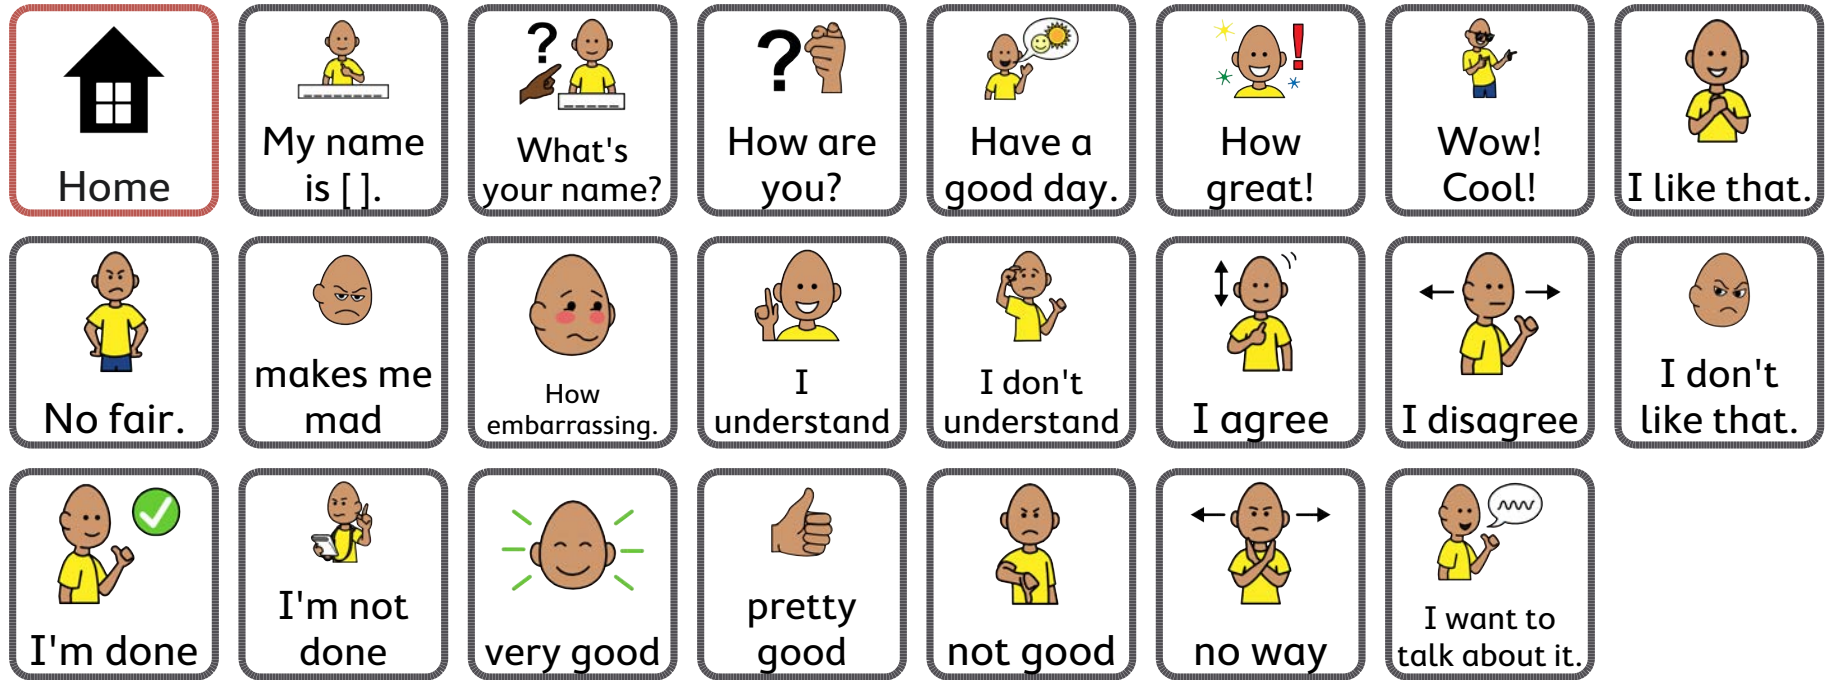 ?
?
!
Home
My name
is [ ].
What's
your name?
How are
you?
Have a
good day.
How
great!
Wow!
Cool!
I like that.
No fair.
makes me
mad
How
embarrassing.
I
understand
I don't
understand
I agree
I disagree
I don't
like that.
I'm done
I'm not
done
very good
pretty
good
not good
no way
I want to
talk about it.